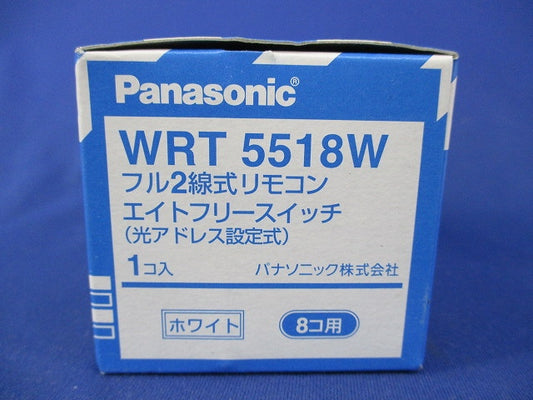 Panasonic®
WRT 5518W
フル2線式リモコン
エイトフリースイッチ
(光アドレス設定式)
1コ入 パナソニック株式会社
ホワイト 8コ用